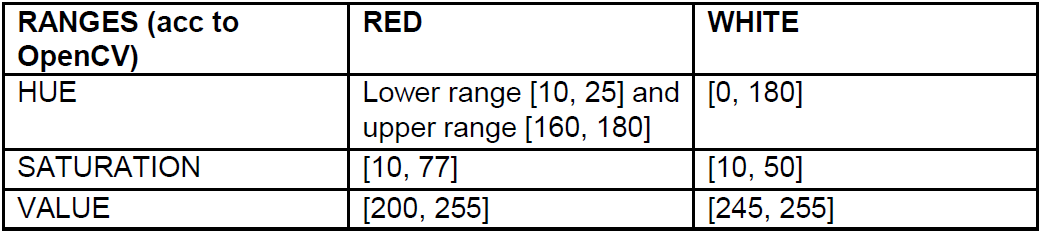 RANGES (acc to OpenCV) RED WHITE
HUE Lower range [10, 25] and upper range [160, 180] [0, 180]
SATURATION [10, 77] [10, 50]
VALUE [200, 255] [245, 255]